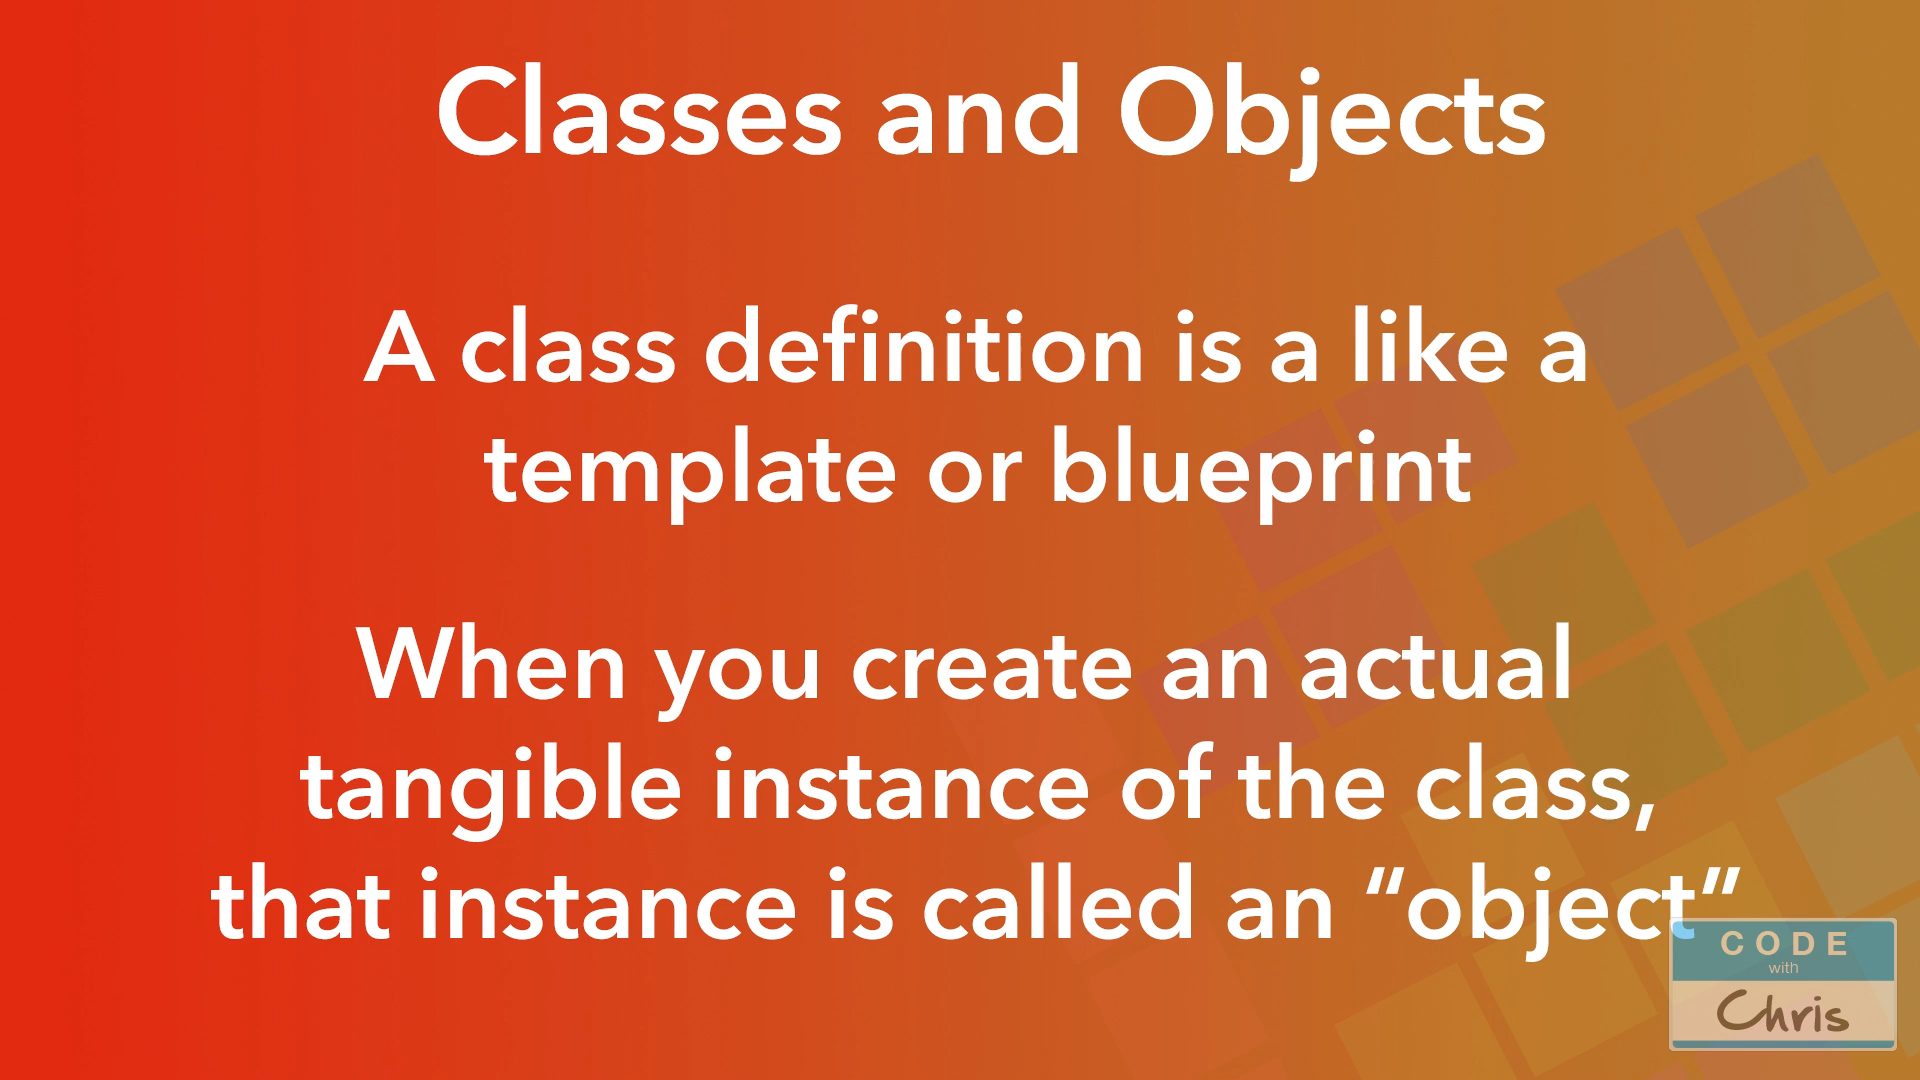 Classes and Objects
A class definition is a like a
template or blueprint
When you create an actual
tangible instance of the class,
that instance is called an “object”
CODE
with
Chris